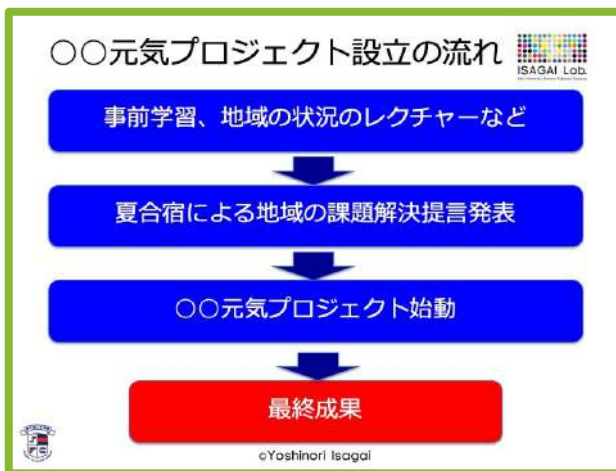 ○○元気プロジェクト設立の流れ
ISAGAI Lab.
事前学習、地域の状況のレクチャーなど
夏合宿による地域の課題解決提言発表
○○元気プロジェクト始動
最終成果
©Yoshinori Isagai